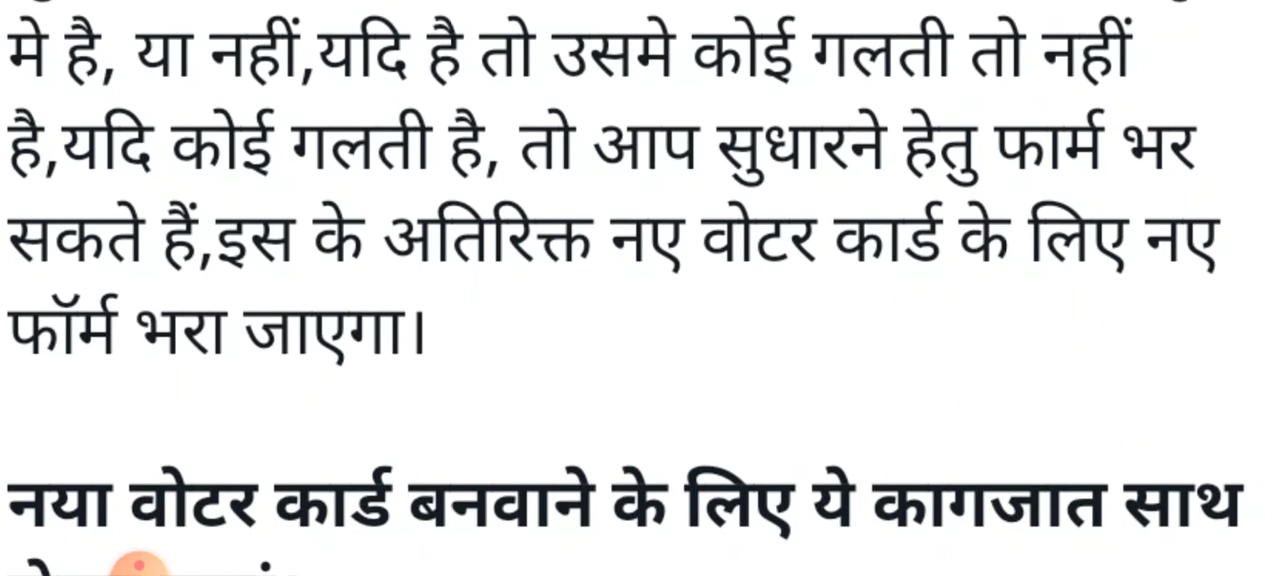 मे है, या नहीं,यदि है तो उसमे कोई गलती तो नहीं
है,यदि कोई गलती है, तो आप सुधारने हेतु फार्म भर
सकते हैं,इस के अतिरिक्त नए वोटर कार्ड के लिए नए
फॉर्म भरा जाएगा।
नया वोटर कार्ड बनवाने के लिए ये कागजात साथ